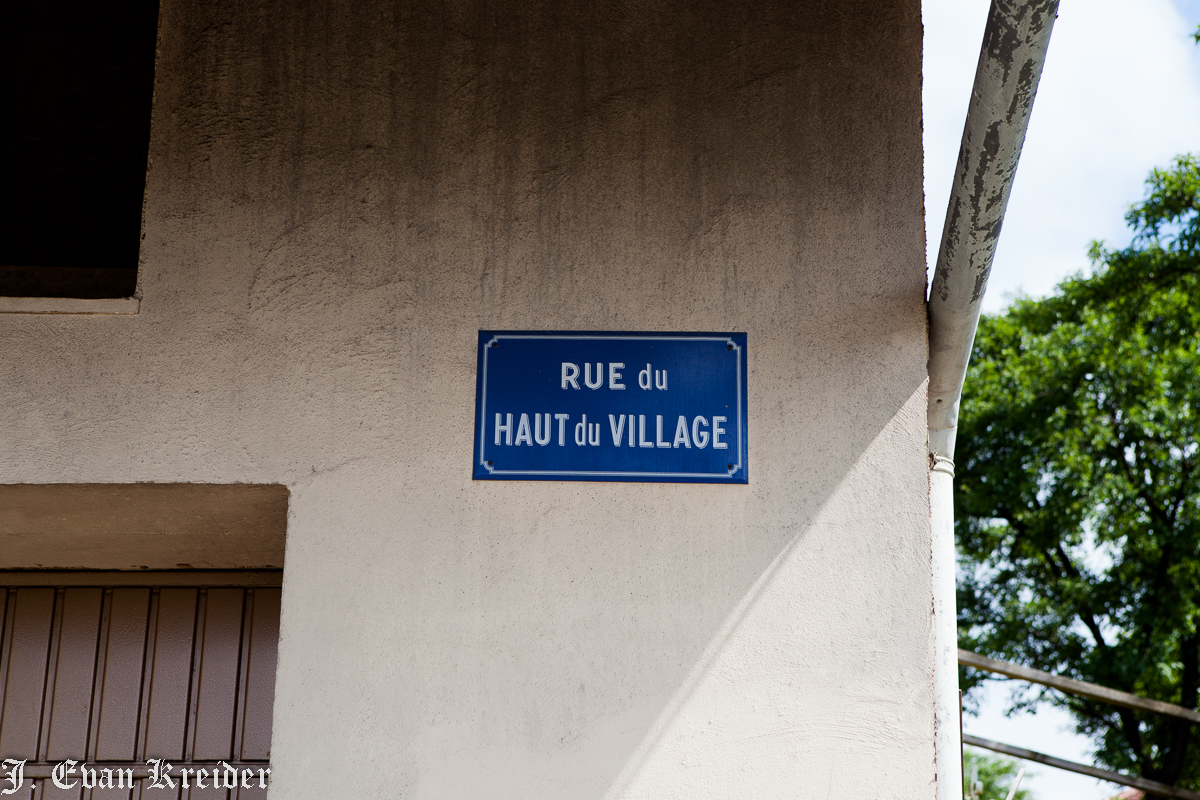 RUE du
HAUT du VILLAGE
J. Evan Kreider